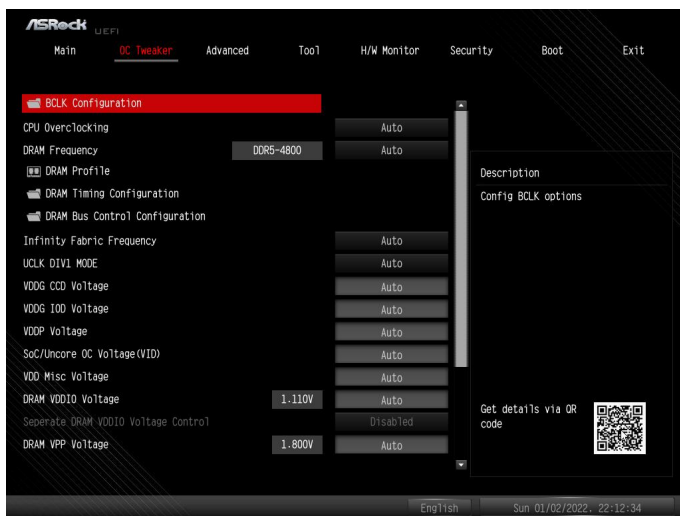 ASRock UEFI
Main OC Tweaker Advanced Tool H/W Monitor Security Boot Exit
BCLK Configuration
CPU Overclocking Auto
DRAM Frequency DDR5-4800 Auto
DRAM Profile
DRAM Timing Configuration
DRAM Bus Control Configuration
Infinity Fabric Frequency Auto
UCLK DIV1 MODE Auto
VDDG CCD Voltage Auto
VDDG IOD Voltage Auto
VDDP Voltage Auto
SoC/Uncore OC Voltage(VID) Auto
VDD Misc Voltage Auto
DRAM VDDIO Voltage 1.110V Auto
Seperate DRAM VDDIO Voltage Control Disabled
DRAM VPP Voltage 1.800V Auto
Description
Config BCLK options
Get details via QR
code
English Sun 01/02/2022. 22:12:34